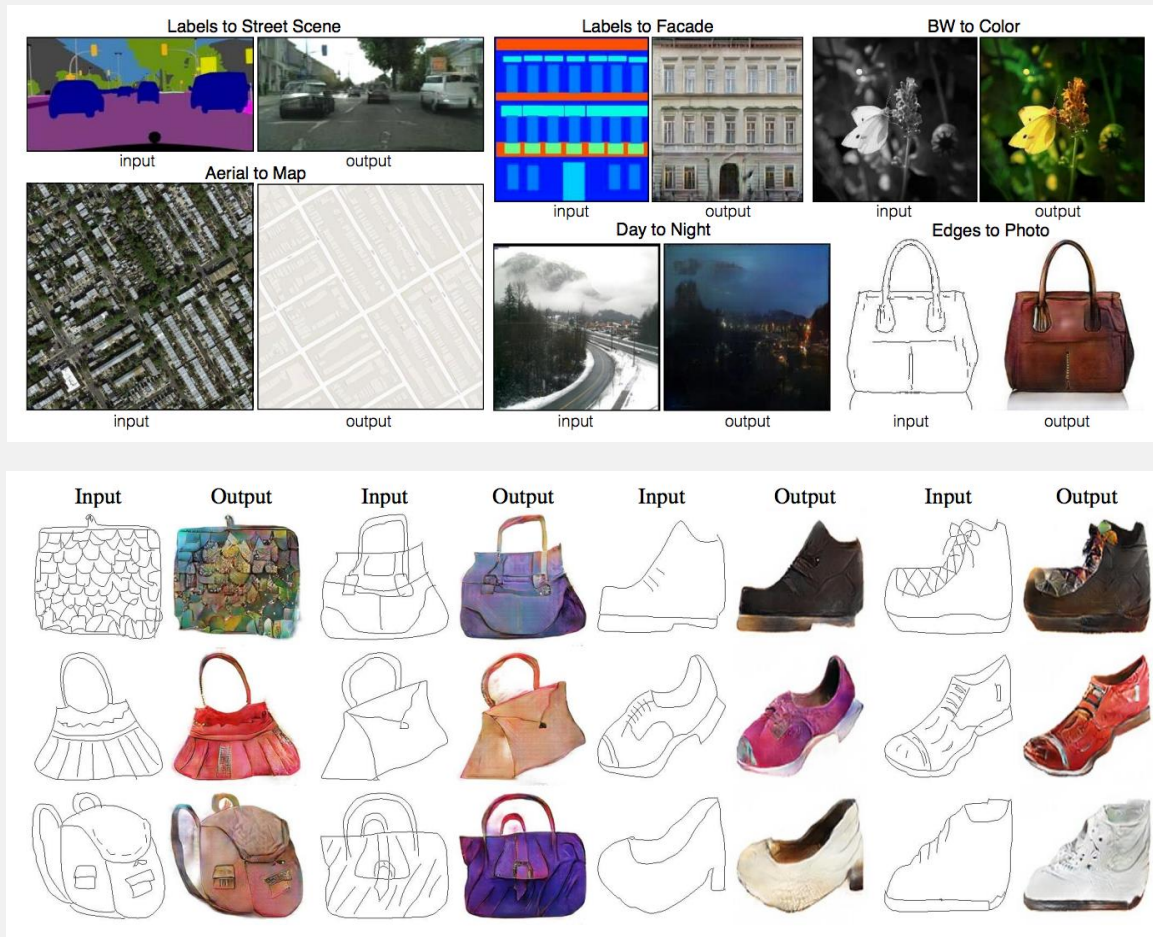 Labels to Street Scene
input
output
Aerial to Map
input
output
Labels to Facade
input
output
BW to Color
input
output
Day to Night
input
output
Edges to Photo
input
output
Input Output Input Output Input Output Input Output